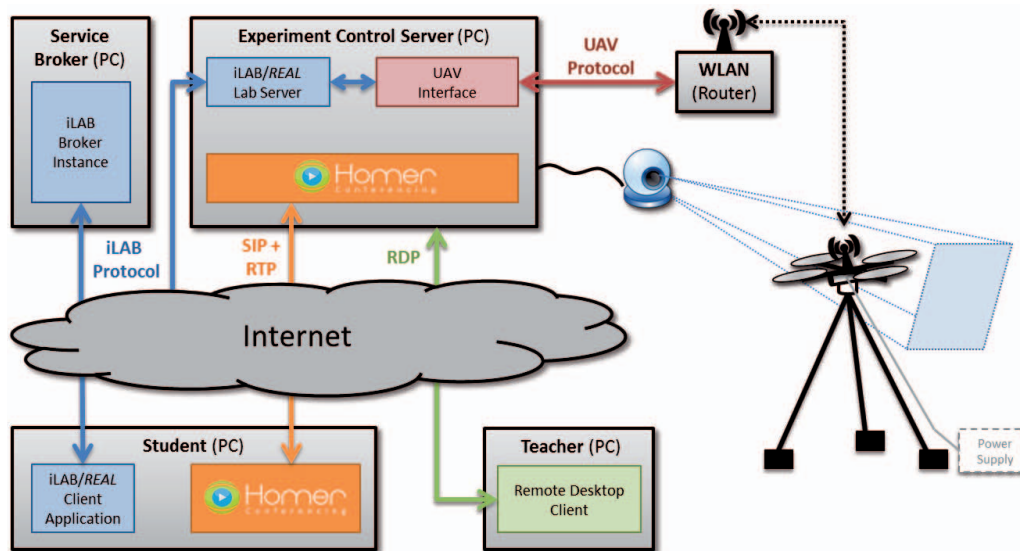 Service
Broker (PC)
iLAB
Broker
Instance
Experiment Control Server (PC)
iLAB/REAL
Lab Server
UAV
Interface
Homer
Conferencing
UAV
Protocol
WLAN
(Router)
iLAB
Protocol
SIP +
RTP
RDP
Internet
Student (PC)
iLAB/REAL
Client
Application
Homer
Conferencing
Teacher (PC)
Remote Desktop
Client
Power
Supply